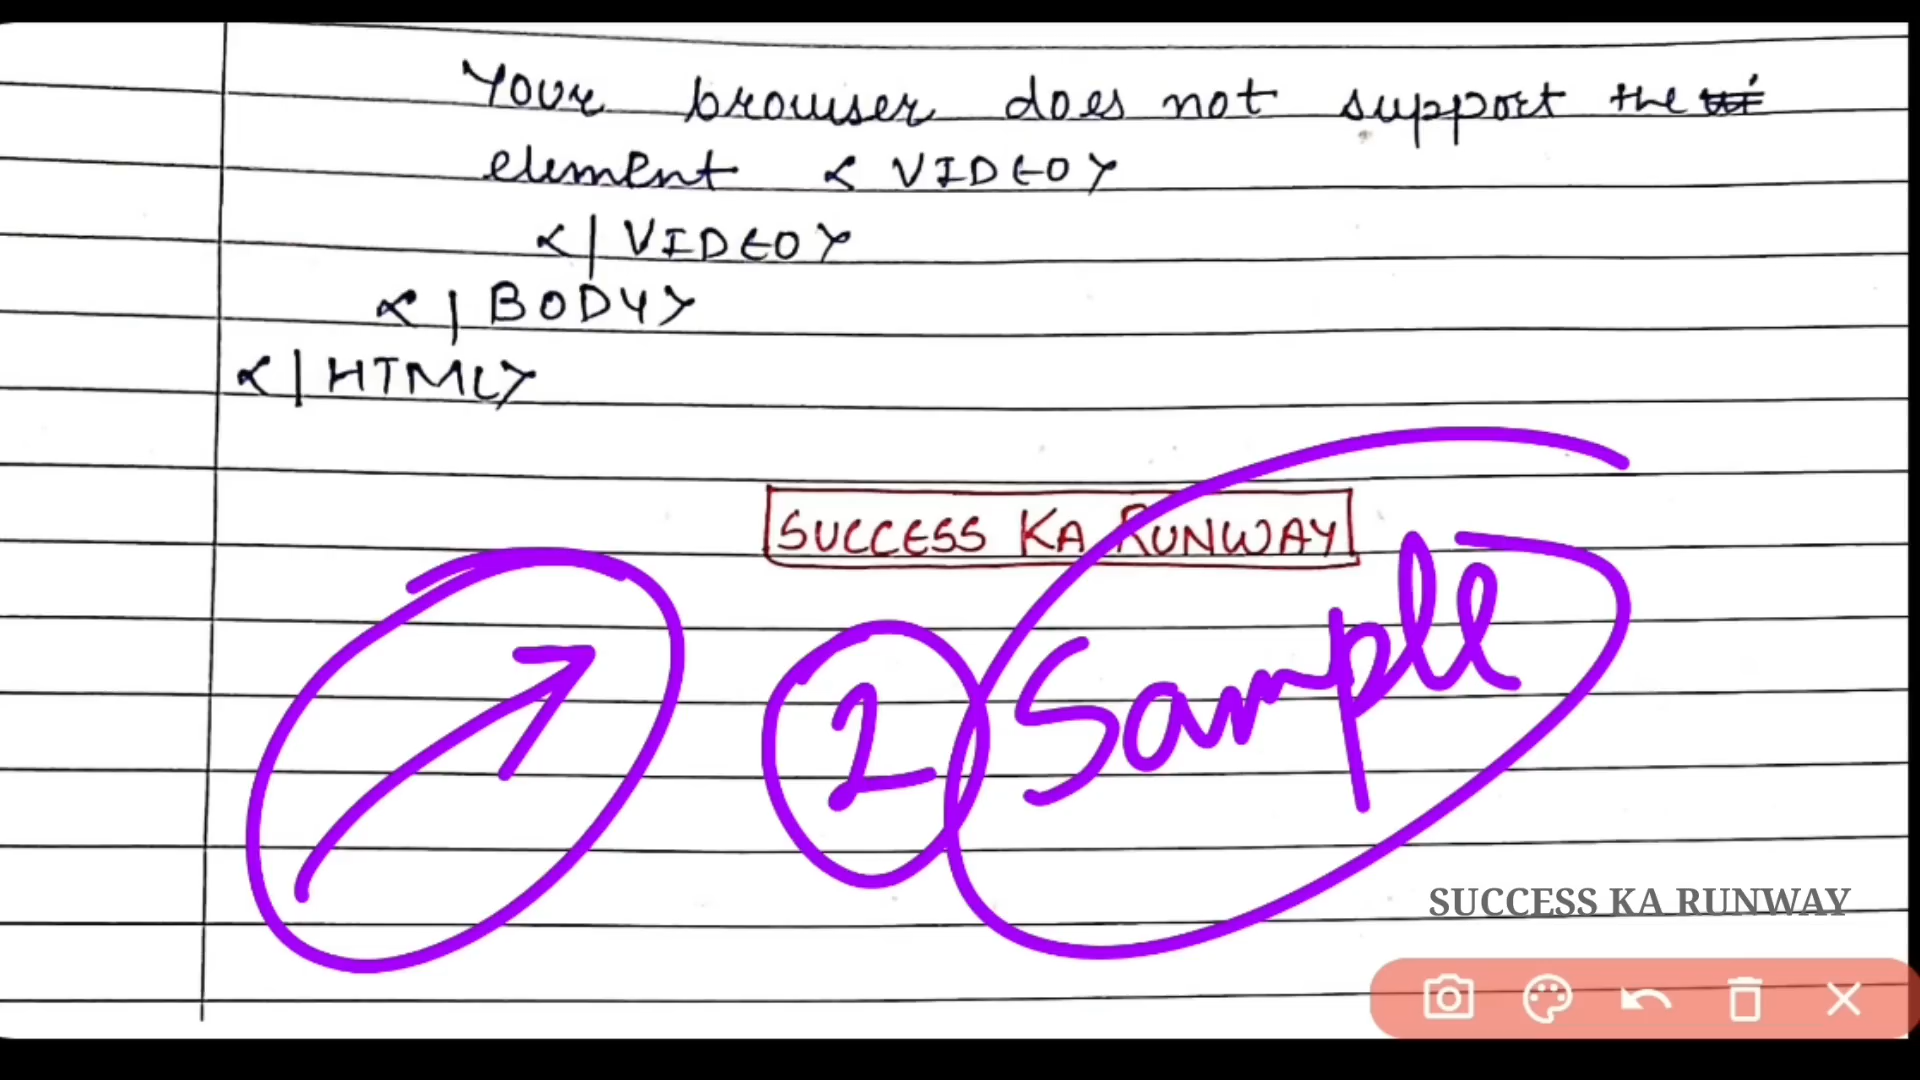 Your browser does not support the
element < VIDEO>
</VIDEO>
</BODY>
</HTML>
SUCCESS KA RUNWAY
2 Sample
SUCCESS KA RUNWAY